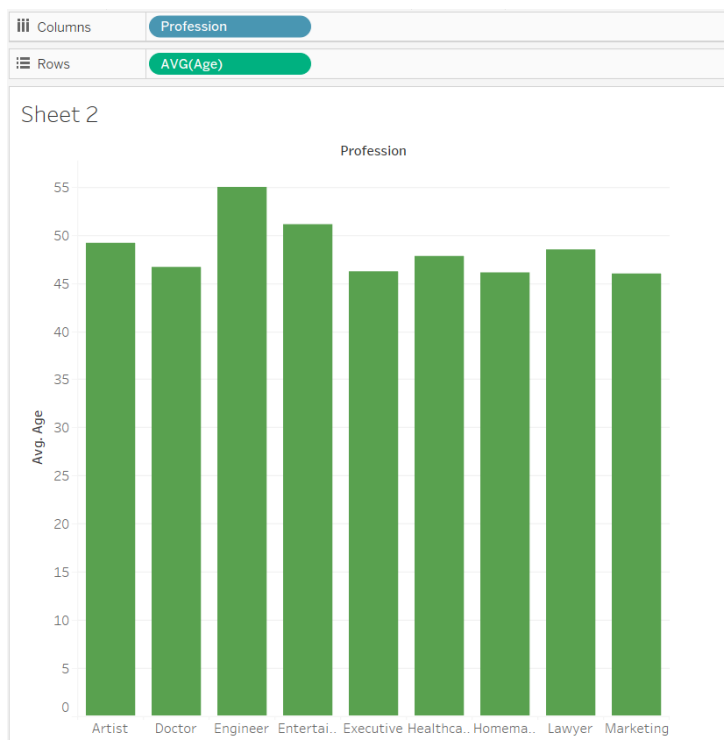 Columns Profession
Rows AVG(Age)
Sheet 2
Profession
55
50
45
40
35
30
25
20
15
10
5
0
Avg. Age
Artist Doctor Engineer Entertai.. Executive Healthca.. Homema.. Lawyer Marketing